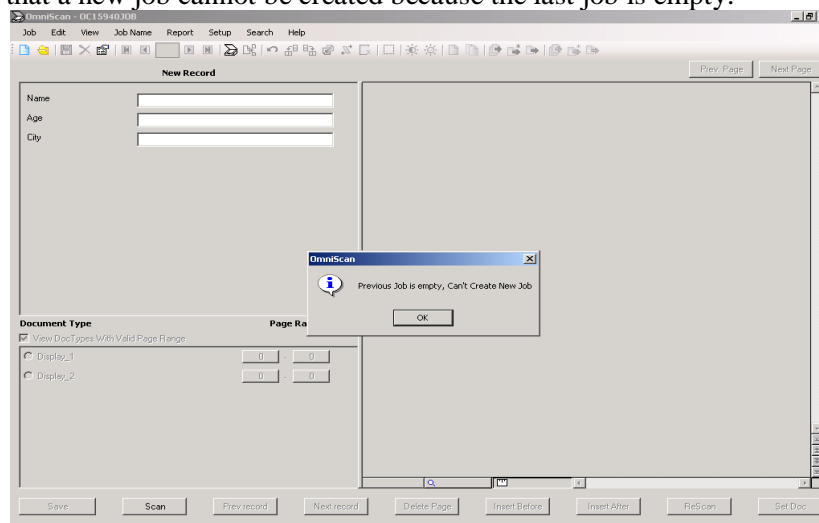 that a new job cannot be created because the last job is empty.
OmniScan - OC15940JOB
Job Edit View Job Name Report Setup Search Help
New Record
Prev. Page Next Page
Name
Age
City
OmniScan
Previous Job is empty, Can't Create New Job
OK
Document Type Page Ra
View DocTypes With Valid Page Range
Display_1 0 - 0
Display_2 0 - 0
Save Scan Prev record Next record Delete Page Insert Before Insert After ReScan Set Doc